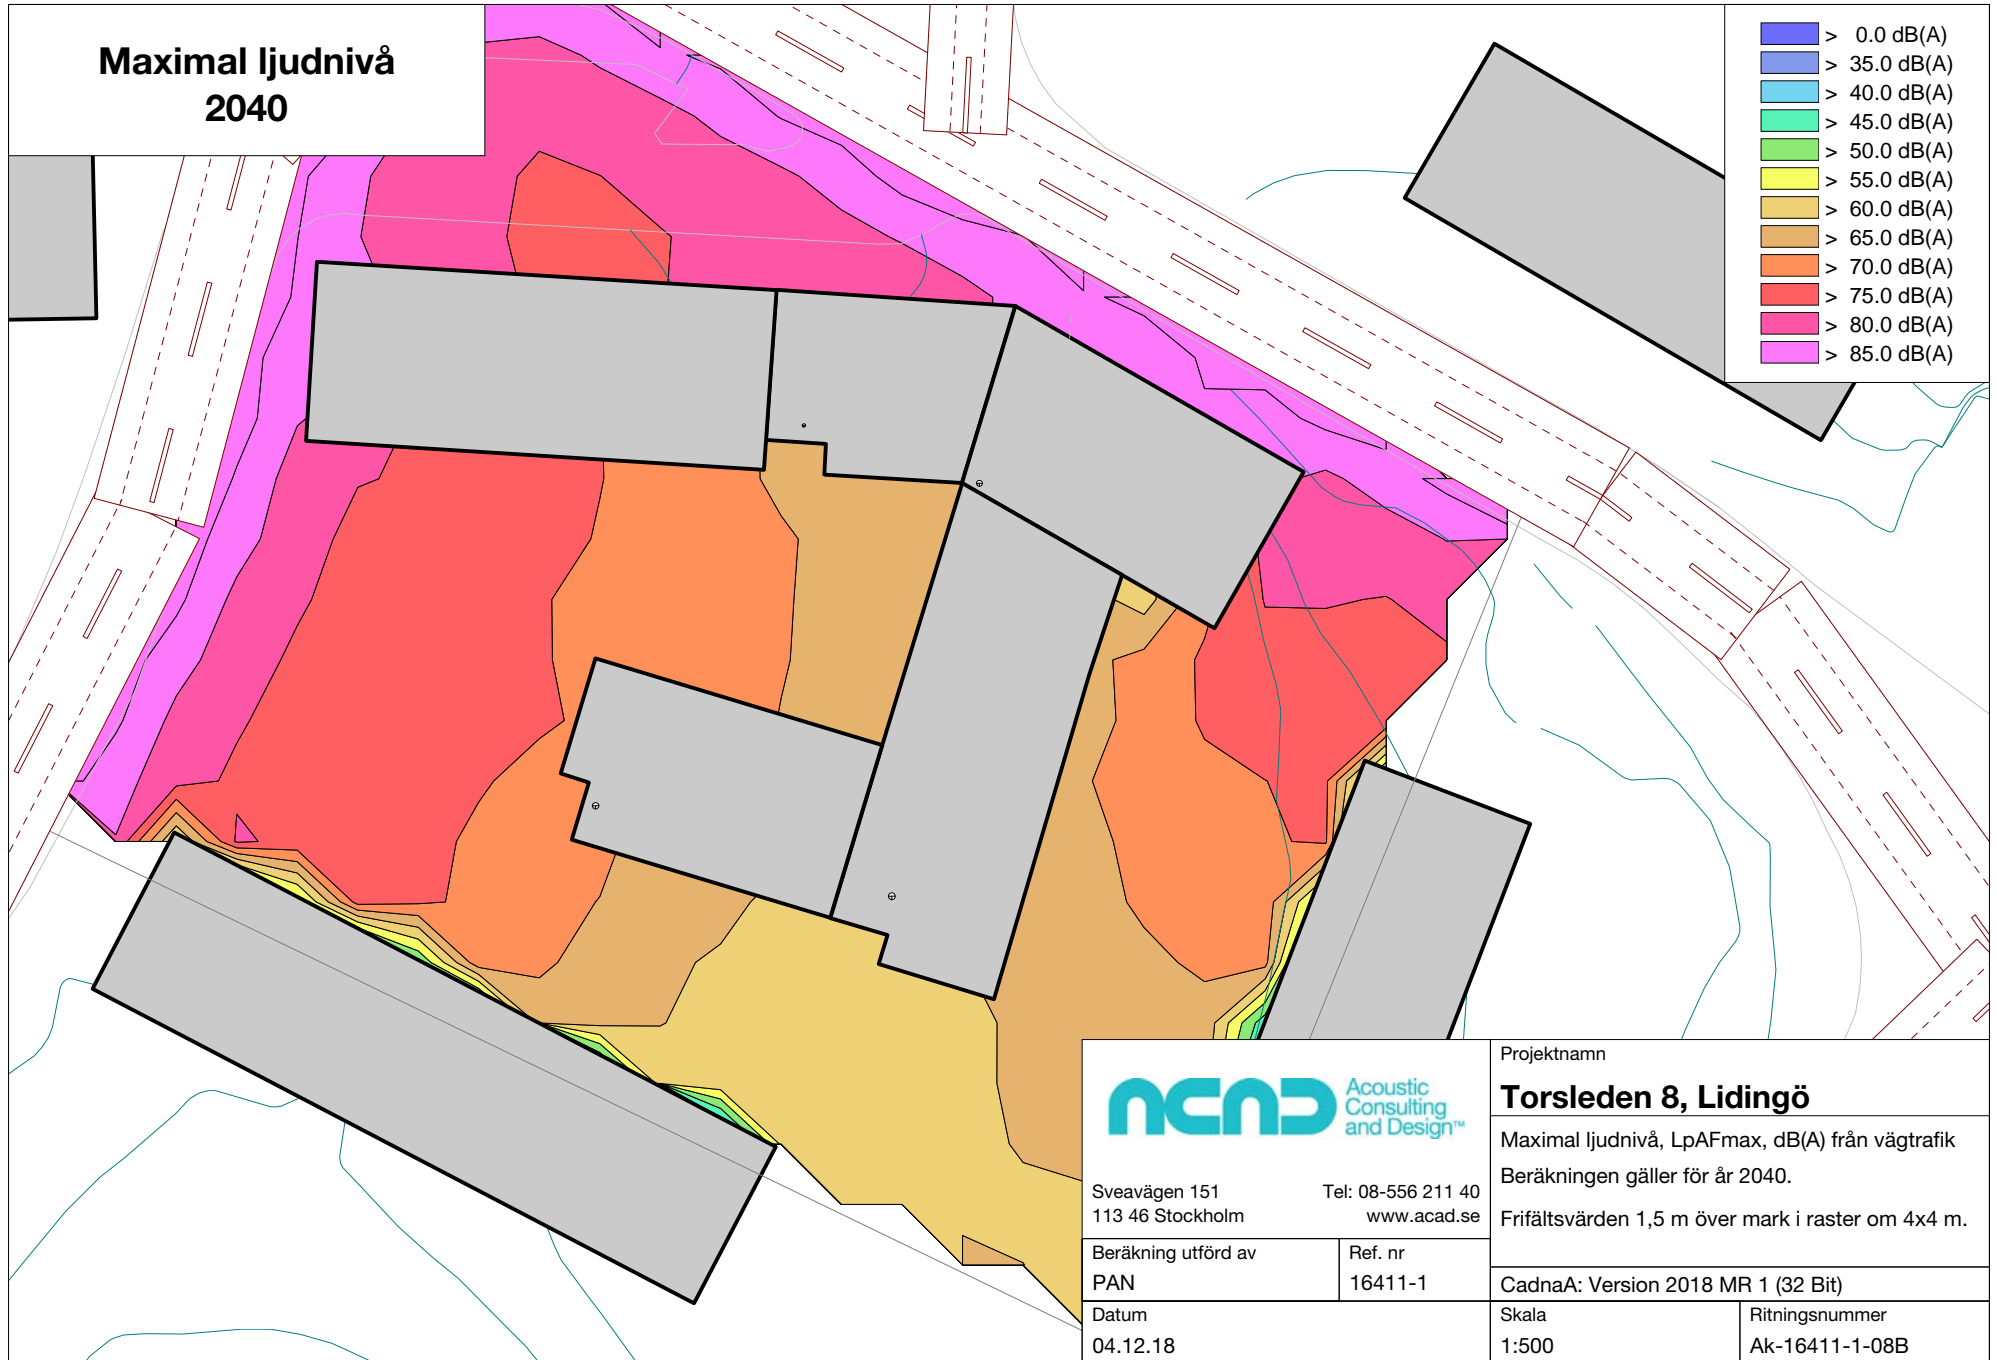 Maximal ljudnivå
2040
> 0.0 dB(A)
> 35.0 dB(A)
> 40.0 dB(A)
> 45.0 dB(A)
> 50.0 dB(A)
> 55.0 dB(A)
> 60.0 dB(A)
> 65.0 dB(A)
> 70.0 dB(A)
> 75.0 dB(A)
> 80.0 dB(A)
> 85.0 dB(A)
ACAD
Acoustic
Consulting
and Design™
Sveavägen 151
113 46 Stockholm
Tel: 08-556 211 40
www.acad.se
Beräkning utförd av
PAN
Ref. nr
16411-1
Datum
04.12.18
Projektnamn
Torsleden 8, Lidingö
Maximal ljudnivå, LpAFmax, dB(A) från vägtrafik
Beräkningen gäller för år 2040.
Frifältsvärden 1,5 m över mark i raster om 4x4 m.
CadnaA: Version 2018 MR 1 (32 Bit)
Skala
1:500
Ritningsnummer
Ak-16411-1-08B